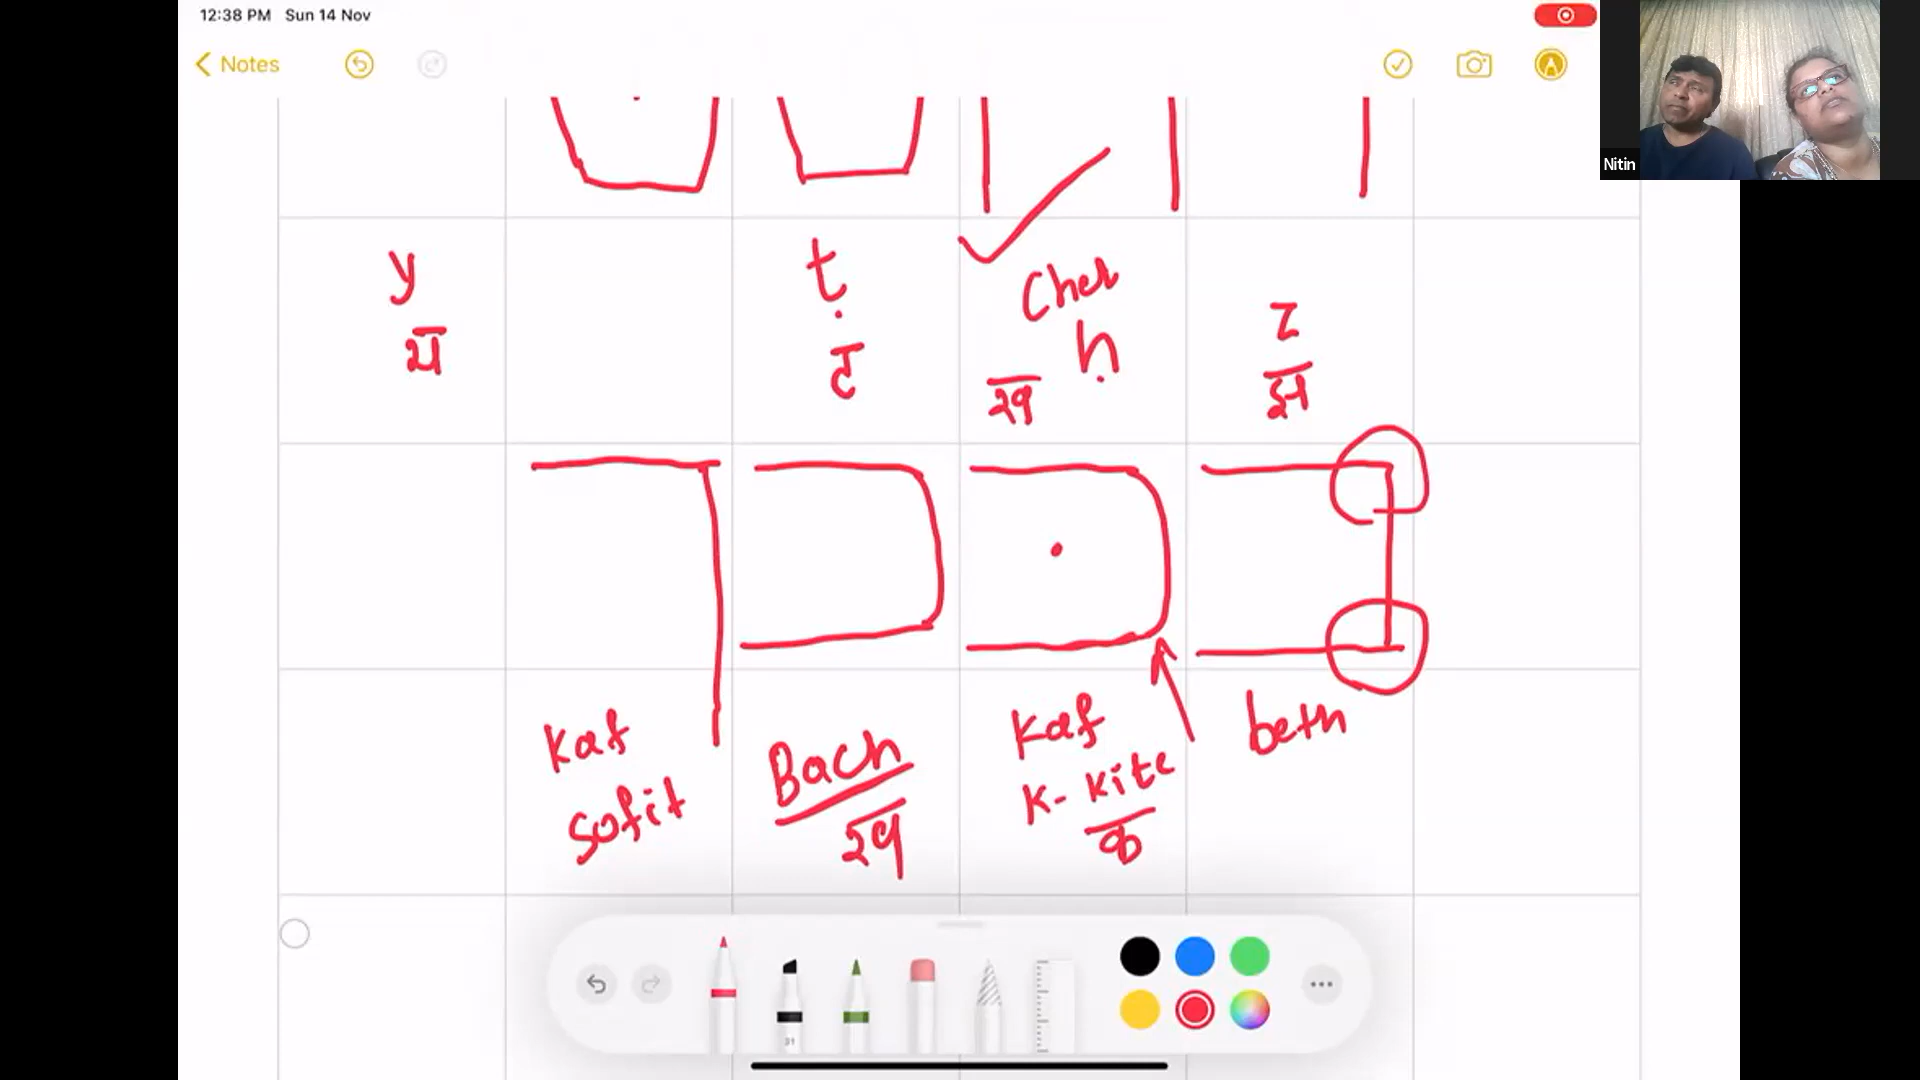 12:38 PM Sun 14 Nov
Notes
Nitin
y
य
t
ट
Chet
h
ख
z
झ
Kaf
Sofit
Bach
ख
Kaf
K- Kite
क
beth